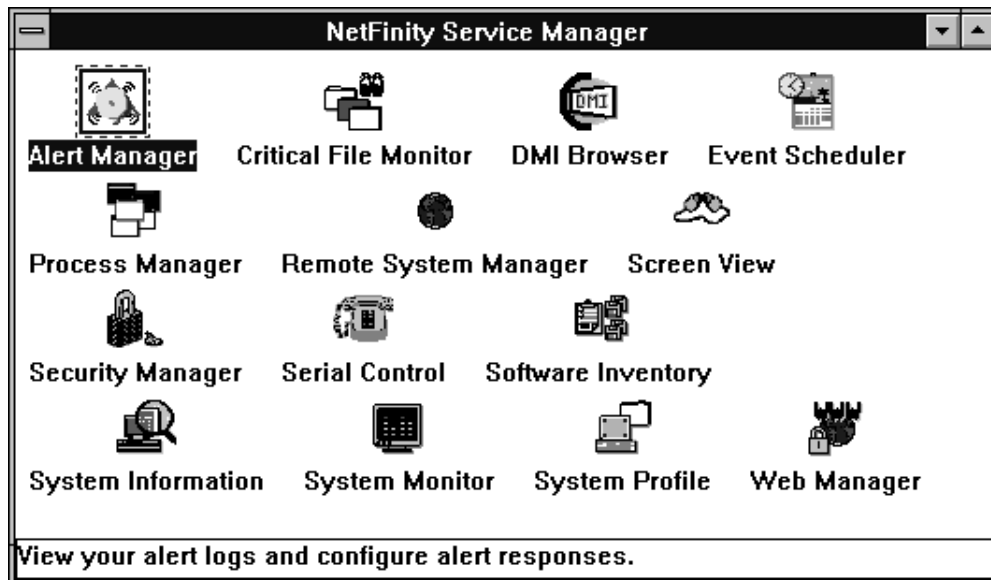 NetFinity Service Manager
DMI
Alert Manager Critical File Monitor DMI Browser Event Scheduler
Process Manager Remote System Manager Screen View
Security Manager Serial Control Software Inventory
WWW
System Information System Monitor System Profile Web Manager
View your alert logs and configure alert responses.